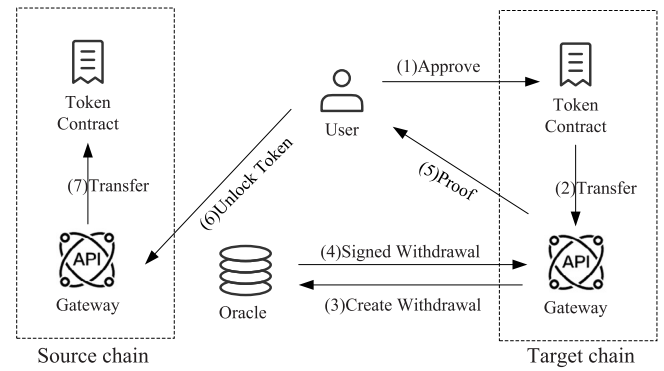 (1)Approve
Token
Contract
Token
Contract
User
(7)Transfer
(6)Unlock Token
(5)Proof
(2)Transfer
API
(4)Signed Withdrawal
API
Gateway
Oracle
(3)Create Withdrawal
Gateway
Source chain
Target chain